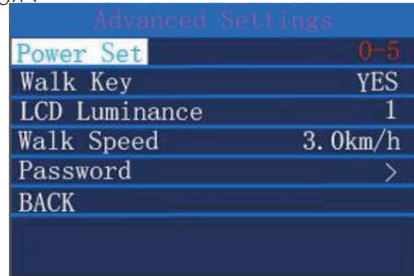 Advanced Settings
Power Set 0-5
Walk Key YES
LCD Luminance 1
Walk Speed 3.0km/h
Password >
BACK